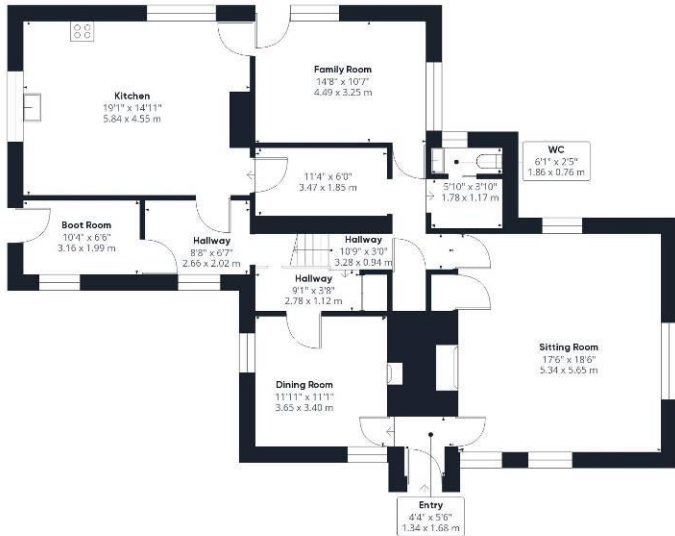 Kitchen
19'1" x 14'11"
5.84 x 4.55 m
Family Room
14'8" x 10'7"
4.49 x 3.25 m
WC
6'1" x 2'5"
1.86 x 0.76 m
11'4" x 6'0"
3.47 x 1.85 m
5'10" x 3'10"
1.78 x 1.17 m
Boot Room
10'4" x 6'6"
3.16 x 1.99 m
Hallway
8'8" x 6'7"
2.66 x 2.02 m
Hallway
10'9" x 3'0"
3.28 x 0.94 m
Hallway
9'1" x 3'8"
2.78 x 1.12 m
Sitting Room
17'6" x 18'6"
5.34 x 5.65 m
Dining Room
11'11" x 11'1"
3.65 x 3.40 m
Entry
4'4" x 5'6"
1.34 x 1.68 m